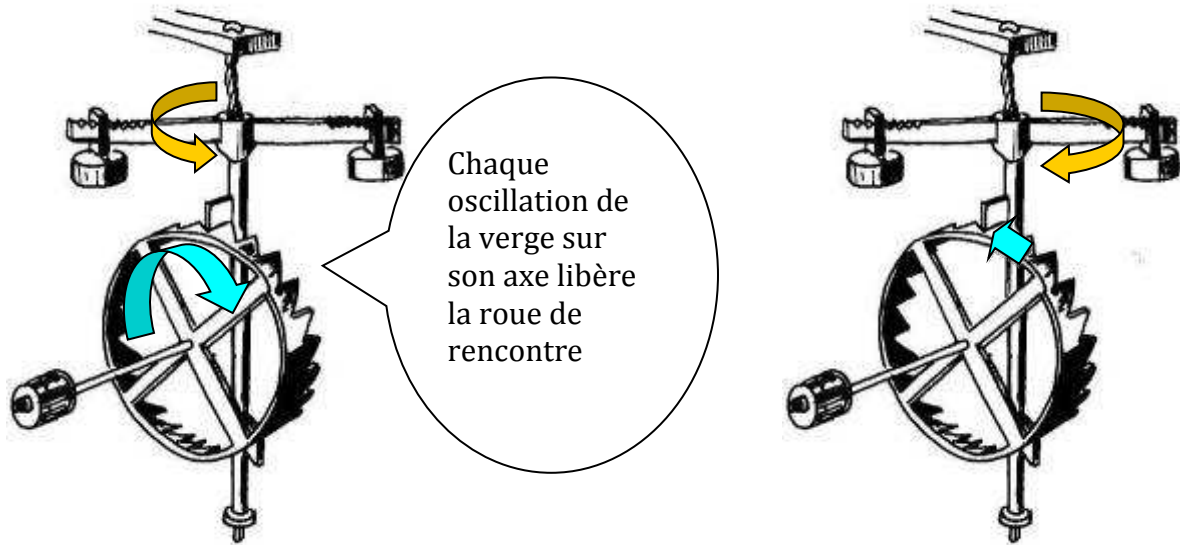 Chaque
oscillation de
la verge sur
son axe libère
la roue de
rencontre